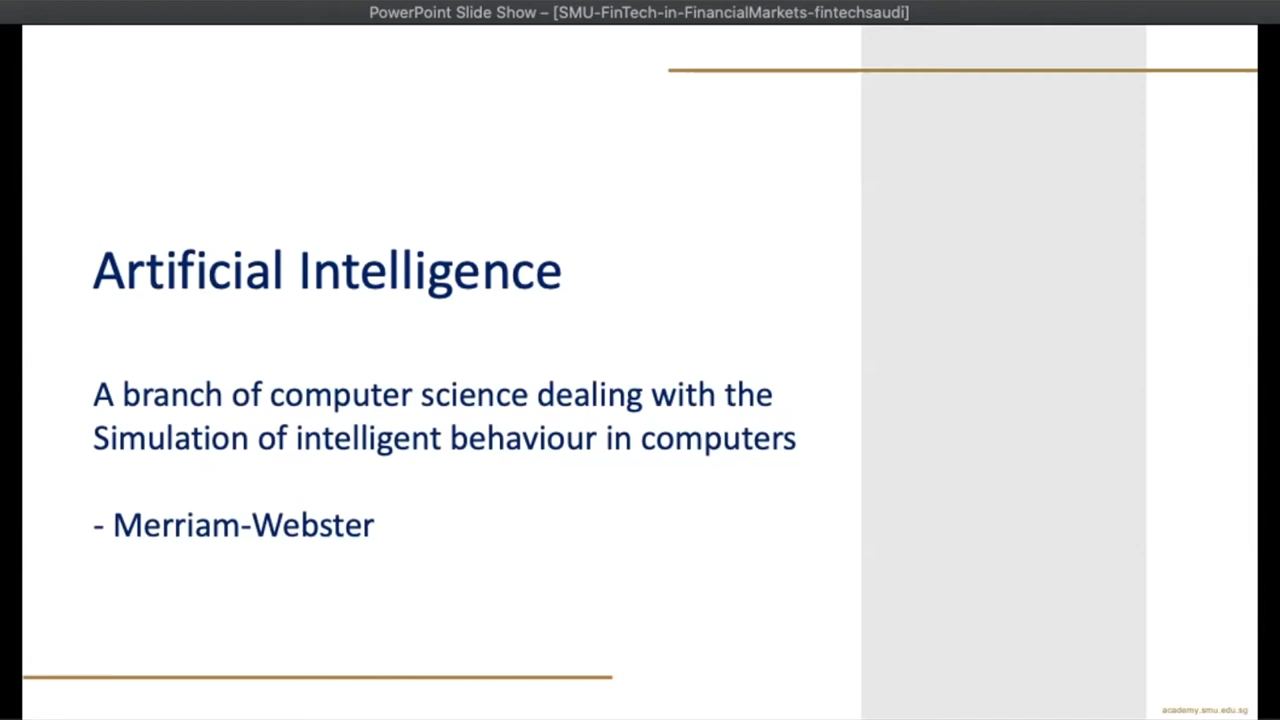 PowerPoint Slide Show – [SMU-FinTech-in-FinancialMarkets-fintechsaudi]
Artificial Intelligence
A branch of computer science dealing with the
Simulation of intelligent behaviour in computers
- Merriam-Webster
academy.smu.edu.sg